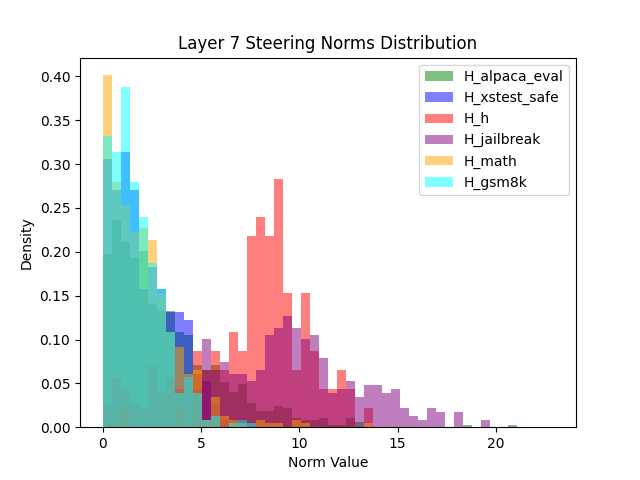 Layer 7 Steering Norms Distribution
H_alpaca_eval
H_xstest_safe
H_h
H_jailbreak
H_math
H_gsm8k
0.40
0.35
0.30
0.25
0.20
0.15
0.10
0.05
0.00
Density
0
5
10
15
20
Norm Value